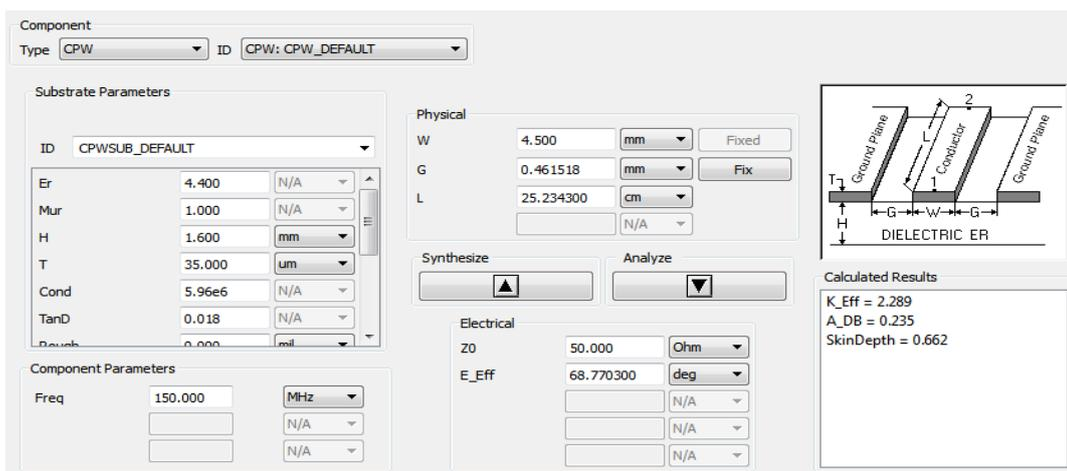 Component
Type CPW ID CPW: CPW_DEFAULT
Substrate Parameters
ID CPWSUB_DEFAULT
Er 4.400 N/A
Mur 1.000 N/A
H 1.600 mm
T 35.000 um
Cond 5.96e6 N/A
TanD 0.018 N/A
Rough 0.000 mil
Component Parameters
Freq 150.000 MHz
N/A
N/A
Physical
W 4.500 mm Fixed
G 0.461518 mm Fix
L 25.234300 cm
N/A
Synthesize Analyze
Electrical
Z0 50.000 Ohm
E_Eff 68.770300 deg
N/A
N/A
N/A
2
Ground Plane L Conductor Ground Plane
1
T
H
G W G
DIELECTRIC ER
Calculated Results
K_Eff = 2.289
A_DB = 0.235
SkinDepth = 0.662